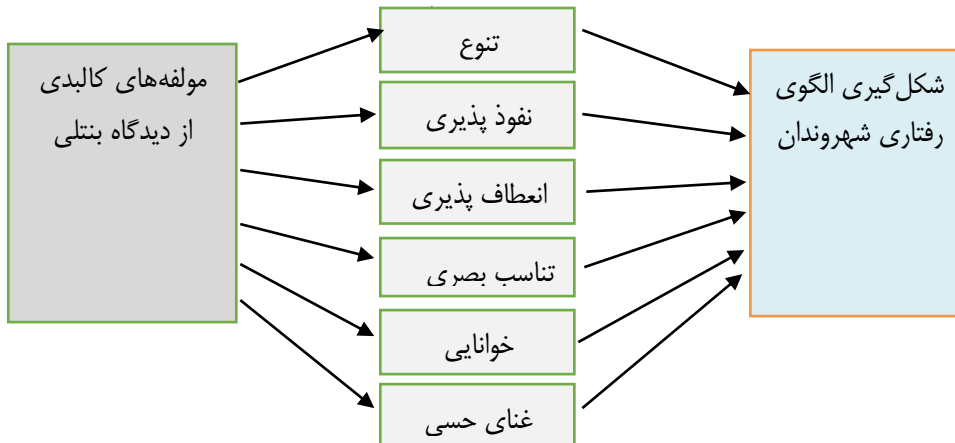 مولفه‌های کالبدی
از دیدگاه بنتلی
تنوع
نفوذ پذیری
انعطاف پذیری
تناسب بصری
خوانایی
غنای حسی
شکل‌گیری الگوی
رفتاری شهروندان